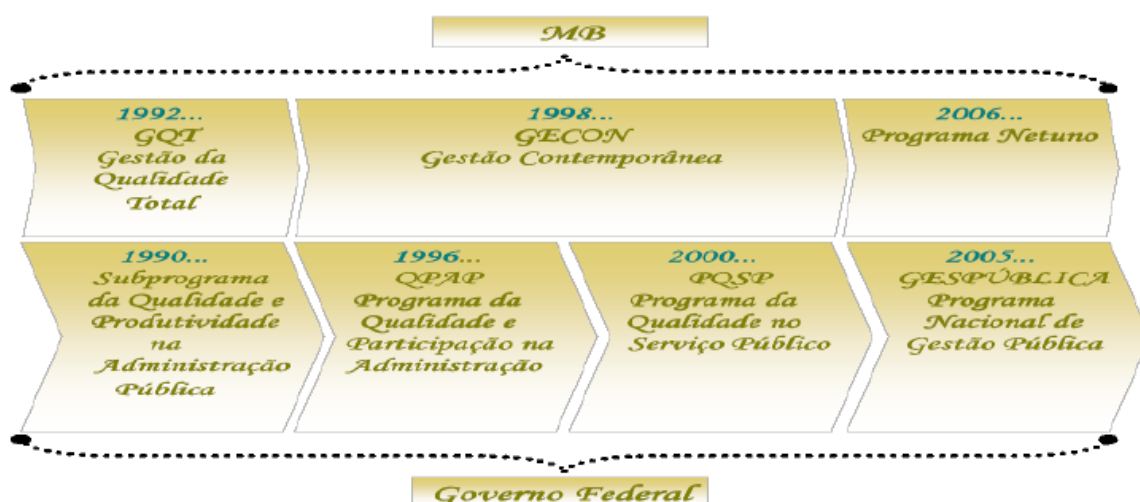 MB
1992...
GQT
Gestão da
Qualidade
Total
1998...
GECON
Gestão Contemporânea
2006...
Programa Netuno
1990...
Subprograma
da Qualidade e
Produtividade
na
Administração
Pública
1996...
QPAP
Programa da
Qualidade e
Participação na
Administração
2000...
PQSP
Programa da
Qualidade no
Serviço Público
2005...
GESPÚBLICA
Programa
Nacional de
Gestão Pública
Governo Federal